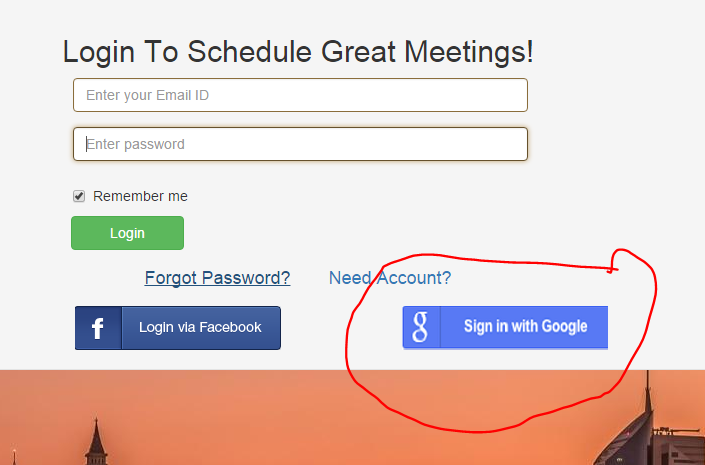 Login To Schedule Great Meetings!
Enter your Email ID
Enter password
Remember me
Login
Forgot Password? Need Account?
f Login via Facebook g Sign in with Google